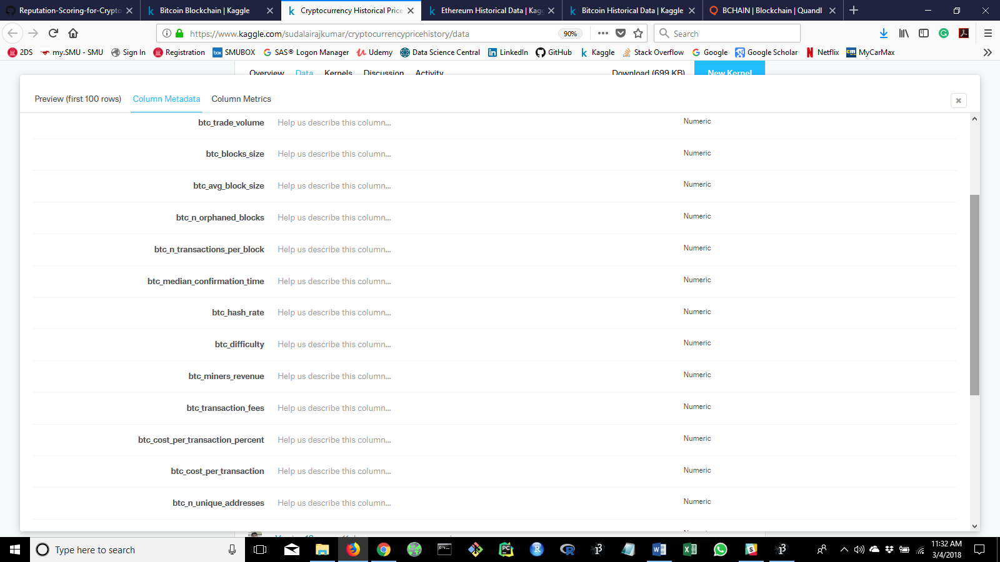 Reputation-Scoring-for-Crypto
Bitcoin Blockchain | Kaggle
Cryptocurrency Historical Price
Ethereum Historical Data | Kagg
Bitcoin Historical Data | Kaggle
BCHAIN | Blockchain | Quandl
https://www.kaggle.com/sudalairajkumar/cryptocurrencypricehistory/data
90%
Search
2DS
my.SMU - SMU
Sign In
Registration
SMUBOX
SAS® Logon Manager
Udemy
Data Science Central
LinkedIn
GitHub
Kaggle
Stack Overflow
Google
Google Scholar
Netflix
MyCarMax
Overview Data Kernels Discussion Activity Download (699 KB) New Kernel
Preview (first 100 rows) Column Metadata Column Metrics
btc_trade_volume Help us describe this column... Numeric
btc_blocks_size Help us describe this column... Numeric
btc_avg_block_size Help us describe this column... Numeric
btc_n_orphaned_blocks Help us describe this column... Numeric
btc_n_transactions_per_block Help us describe this column... Numeric
btc_median_confirmation_time Help us describe this column... Numeric
btc_hash_rate Help us describe this column... Numeric
btc_difficulty Help us describe this column... Numeric
btc_miners_revenue Help us describe this column... Numeric
btc_transaction_fees Help us describe this column... Numeric
btc_cost_per_transaction_percent Help us describe this column... Numeric
btc_cost_per_transaction Help us describe this column... Numeric
btc_n_unique_addresses Help us describe this column... Numeric
Type here to search
11:32 AM
3/4/2018